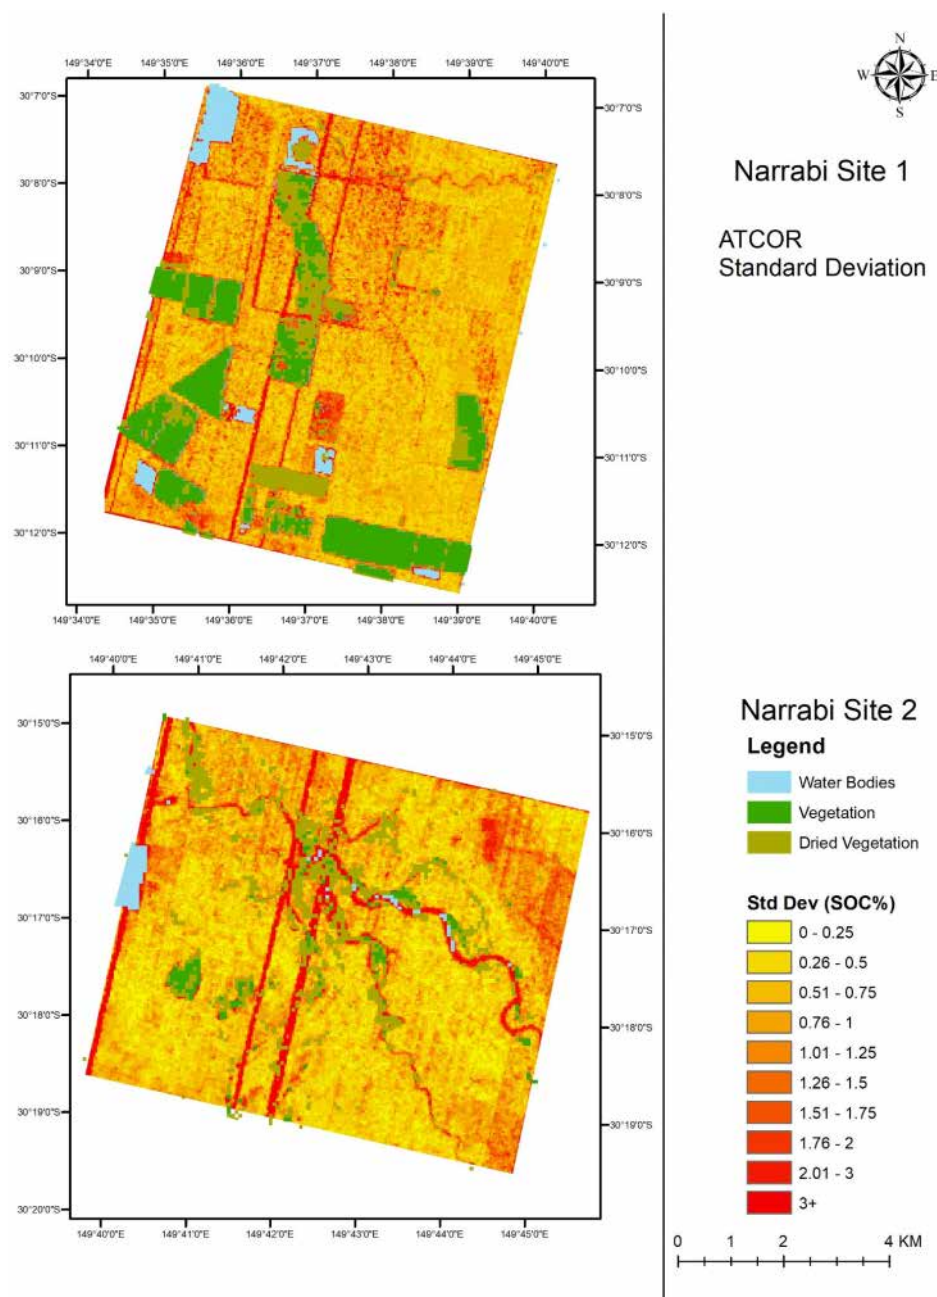 149°34'0"E 149°35'0"E 149°36'0"E 149°37'0"E 149°38'0"E 149°39'0"E 149°40'0"E
30°7'0"S 30°7'0"S
30°8'0"S 30°8'0"S
30°9'0"S 30°9'0"S
30°10'0"S 30°10'0"S
30°11'0"S 30°11'0"S
30°12'0"S 30°12'0"S
149°34'0"E 149°35'0"E 149°36'0"E 149°37'0"E 149°38'0"E 149°39'0"E 149°40'0"E
N
W E
S
Narrabi Site 1
ATCOR
Standard Deviation
149°40'0"E 149°41'0"E 149°42'0"E 149°43'0"E 149°44'0"E 149°45'0"E
30°15'0"S 30°15'0"S
30°16'0"S 30°16'0"S
30°17'0"S 30°17'0"S
30°18'0"S 30°18'0"S
30°19'0"S 30°19'0"S
30°20'0"S
149°40'0"E 149°41'0"E 149°42'0"E 149°43'0"E 149°44'0"E 149°45'0"E
Narrabi Site 2
Legend
Water Bodies
Vegetation
Dried Vegetation
Std Dev (SOC%)
0 - 0.25
0.26 - 0.5
0.51 - 0.75
0.76 - 1
1.01 - 1.25
1.26 - 1.5
1.51 - 1.75
1.76 - 2
2.01 - 3
3+
0 1 2 4 KM